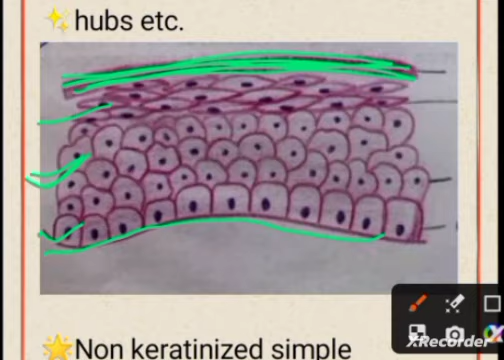 ✨hubs etc.
🌟Non keratinized simple
XRecorder